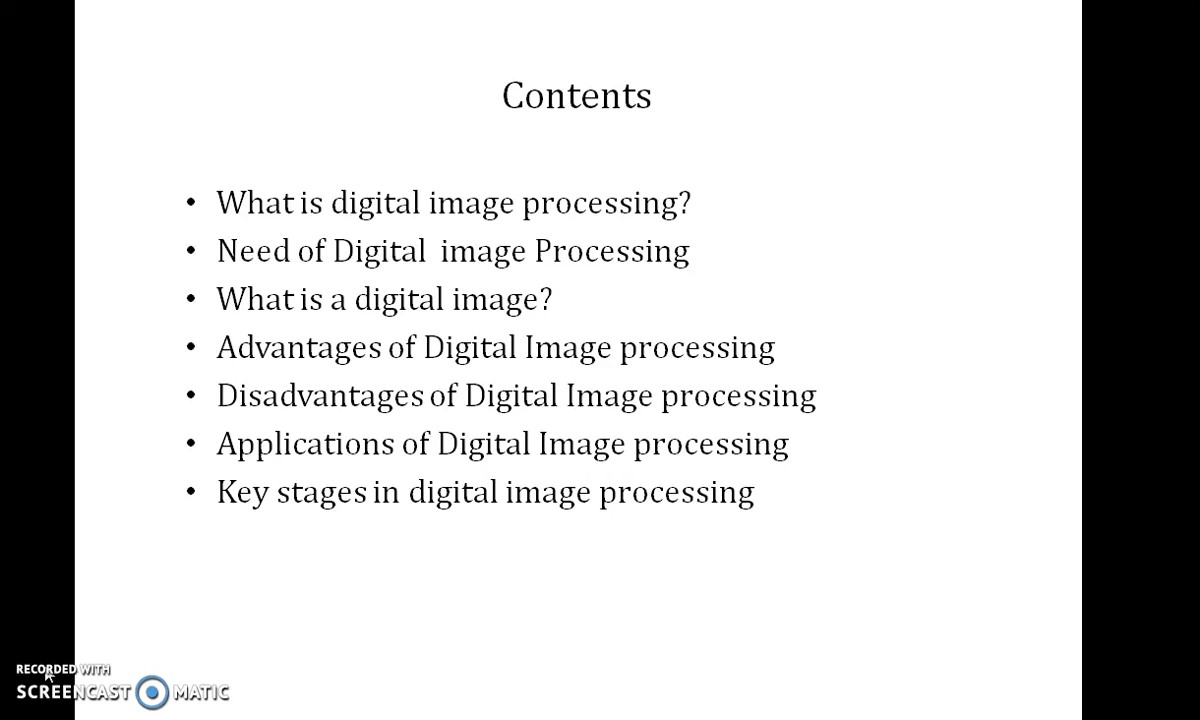 Contents
• What is digital image processing?
• Need of Digital  image Processing
• What is a digital image?
• Advantages of Digital Image processing
• Disadvantages of Digital Image processing
• Applications of Digital Image processing
• Key stages in digital image processing
RECORDED WITH
SCREENCAST MATIC